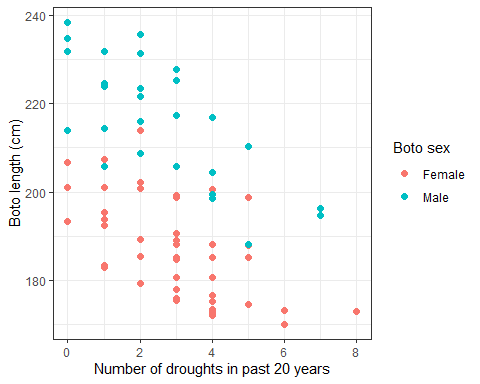 240
220
200
180
0
2
4
6
8
Number of droughts in past 20 years
Boto length (cm)
Boto sex
Female
Male